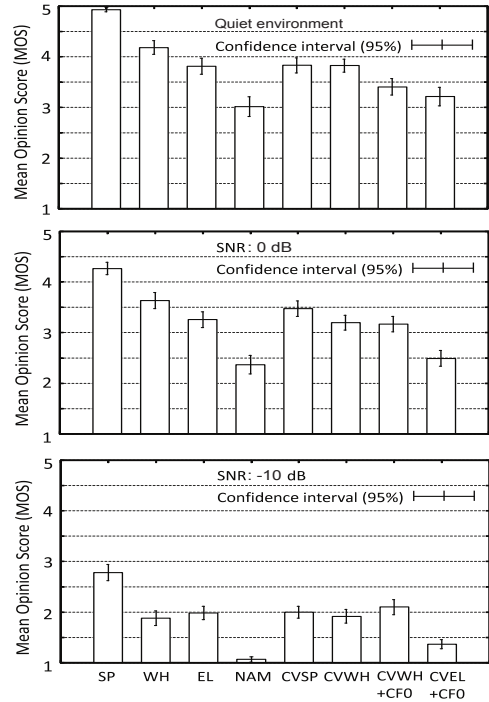 Mean Opinion Score (MOS)
5
4
3
2
1
Quiet environment
Confidence interval (95%)
Mean Opinion Score (MOS)
5
4
3
2
1
SNR: 0 dB
Confidence interval (95%)
Mean Opinion Score (MOS)
5
4
3
2
1
SNR: -10 dB
Confidence interval (95%)
SP WH EL NAM CVSP CVWH CVWH CVEL
+CF0 +CF0